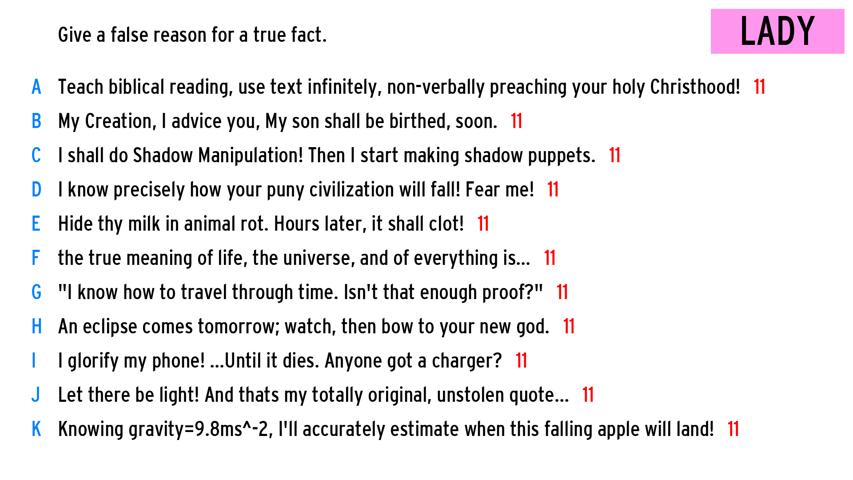 Give a false reason for a true fact.
LADY
A Teach biblical reading, use text infinitely, non-verbally preaching your holy Christhood! 11
B My Creation, I advice you, My son shall be birthed, soon. 11
C I shall do Shadow Manipulation! Then I start making shadow puppets. 11
D I know precisely how your puny civilization will fall! Fear me! 11
E Hide thy milk in animal rot. Hours later, it shall clot! 11
F the true meaning of life, the universe, and of everything is... 11
G "I know how to travel through time. Isn't that enough proof?" 11
H An eclipse comes tomorrow; watch, then bow to your new god. 11
I I glorify my phone! ...Until it dies. Anyone got a charger? 11
J Let there be light! And thats my totally original, unstolen quote... 11
K Knowing gravity=9.8ms^-2, I'll accurately estimate when this falling apple will land! 11